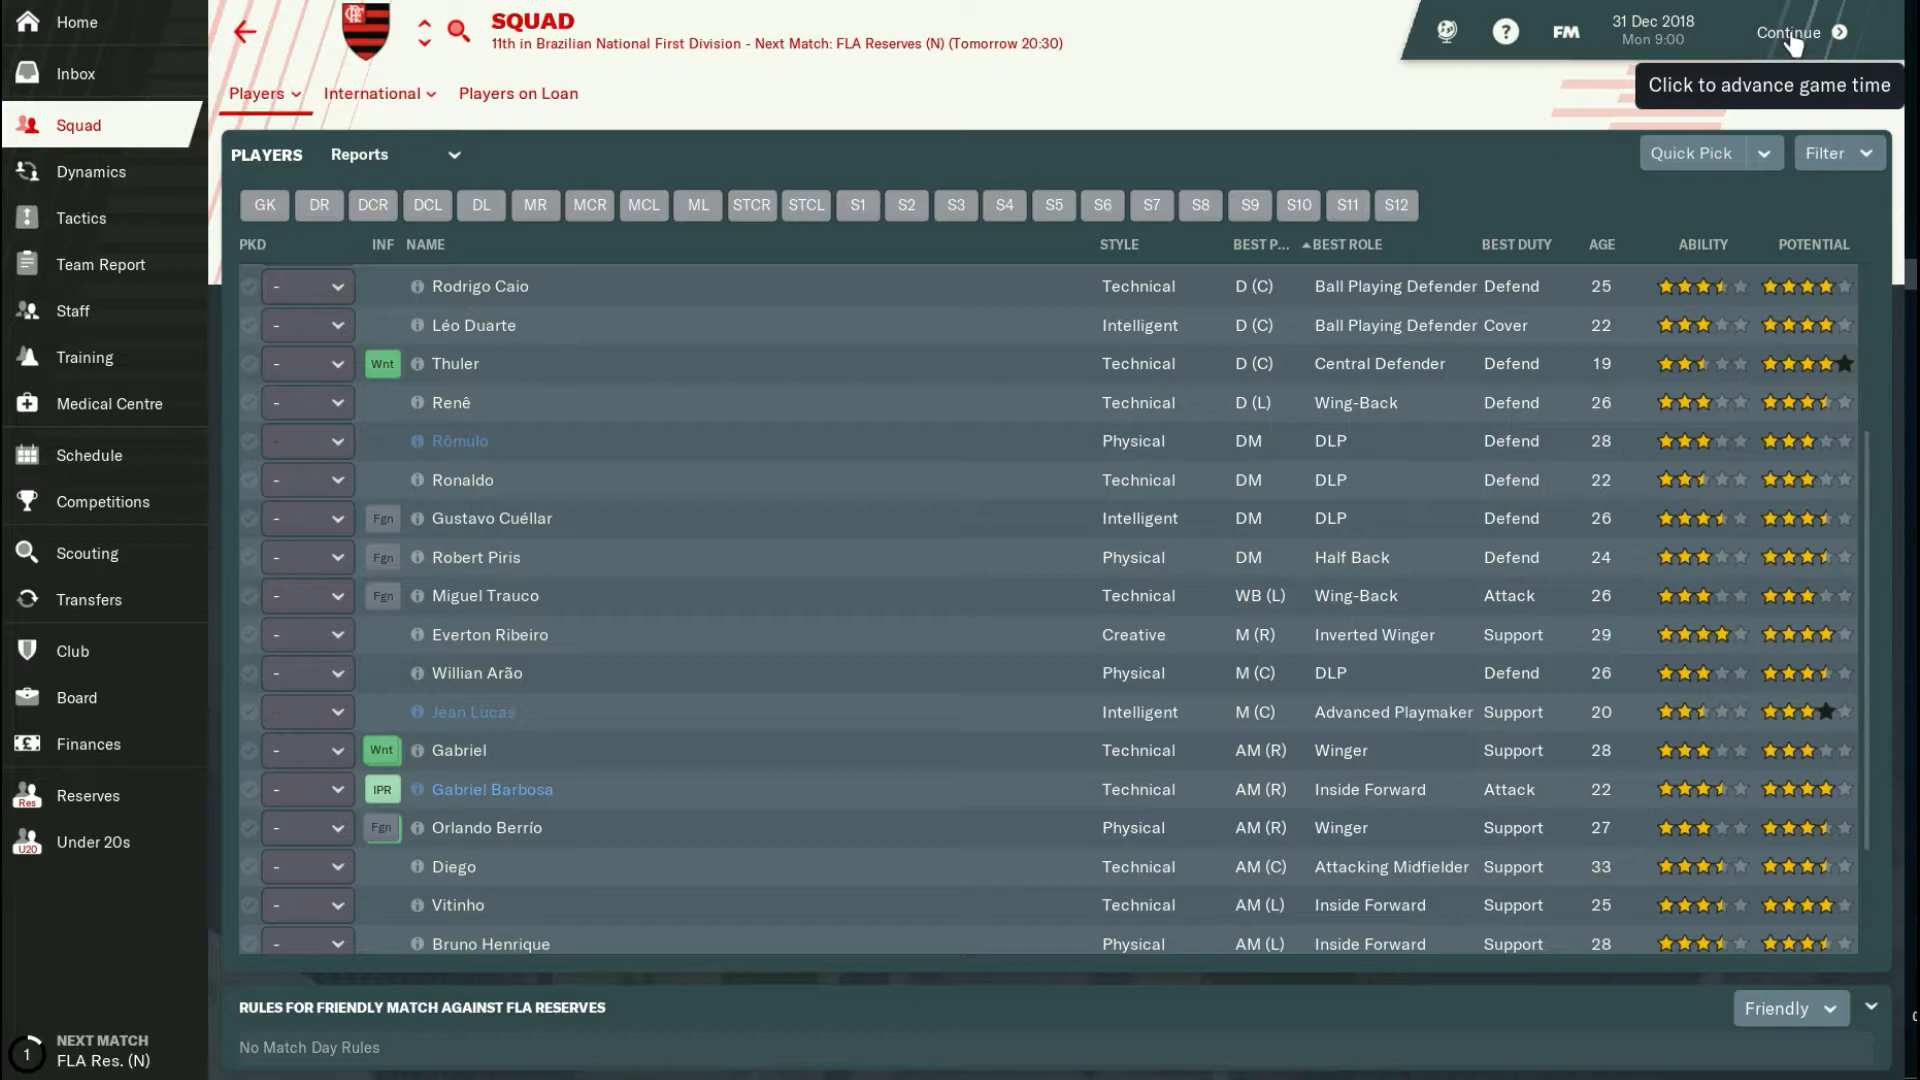 Home
Inbox
Squad
Dynamics
Tactics
Team Report
Staff
Training
Medical Centre
Schedule
Competitions
Scouting
Transfers
Club
Board
Finances
Res
Reserves
U20
Under 20s
1
NEXT MATCH
FLA Res. (N)
SQUAD
11th in Brazilian National First Division - Next Match: FLA Reserves (N) (Tomorrow 20:30)
? FM 31 Dec 2018
Mon 9:00
Continue
Click to advance game time
Players International Players on Loan
PLAYERS Reports Quick Pick Filter
GK DR DCR DCL DL MR MCR MCL ML STCR STCL S1 S2 S3 S4 S5 S6 S7 S8 S9 S10 S11 S12
PKD INF NAME STYLE BEST P... BEST ROLE BEST DUTY AGE ABILITY POTENTIAL
- Rodrigo Caio Technical D (C) Ball Playing Defender Defend 25
- Léo Duarte Intelligent D (C) Ball Playing Defender Cover 22
- Wnt Thuler Technical D (C) Central Defender Defend 19
- Renê Technical D (L) Wing-Back Defend 26
- Rômulo Physical DM DLP Defend 28
- Ronaldo Technical DM DLP Defend 22
- Fgn Gustavo Cuéllar Intelligent DM DLP Defend 26
- Fgn Robert Piris Physical DM Half Back Defend 24
- Fgn Miguel Trauco Technical WB (L) Wing-Back Attack 26
- Everton Ribeiro Creative M (R) Inverted Winger Support 29
- Willian Arão Physical M (C) DLP Defend 26
- Jean Lucas Intelligent M (C) Advanced Playmaker Support 20
- Wnt Gabriel Technical AM (R) Winger Support 28
- IPR Gabriel Barbosa Technical AM (R) Inside Forward Attack 22
- Fgn Orlando Berrío Physical AM (R) Winger Support 27
- Diego Technical AM (C) Attacking Midfielder Support 33
- Vitinho Technical AM (L) Inside Forward Support 25
- Bruno Henrique Physical AM (L) Inside Forward Support 28
RULES FOR FRIENDLY MATCH AGAINST FLA RESERVES Friendly
No Match Day Rules